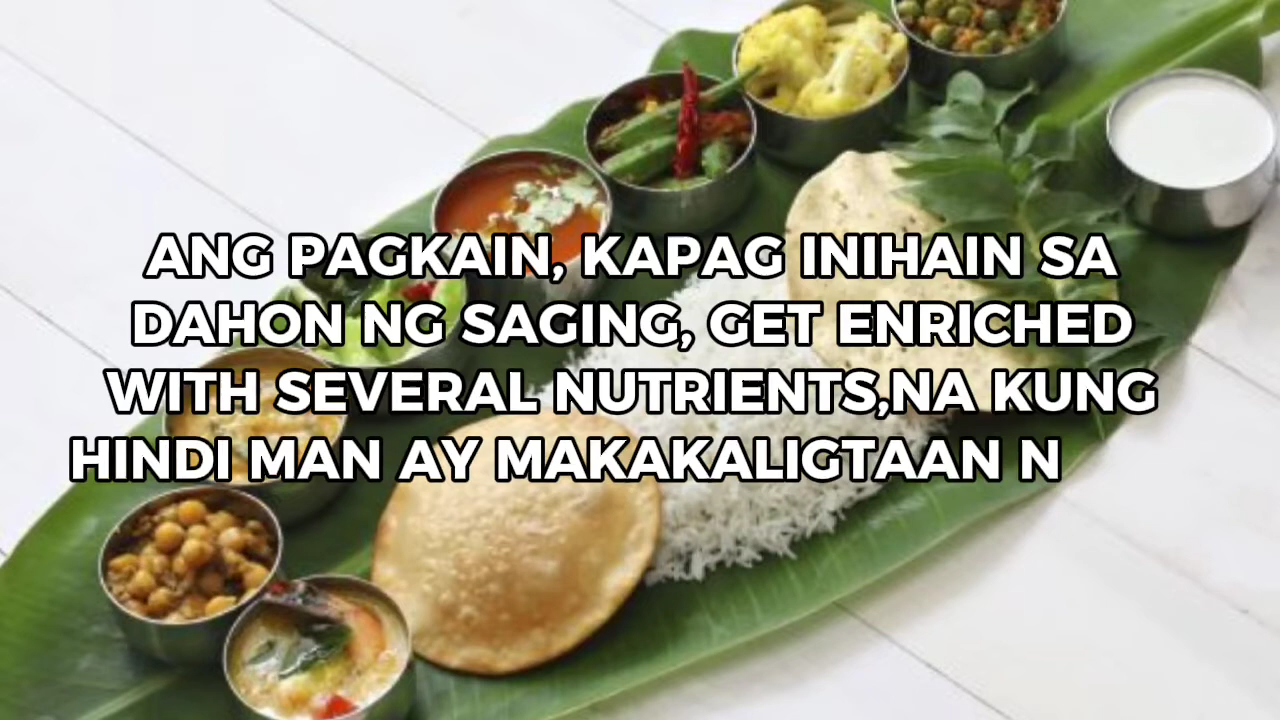 ANG PAGKAIN, KAPAG INIHAIN SA
DAHON NG SAGING, GET ENRICHED
WITH SEVERAL NUTRIENTS,NA KUNG
HINDI MAN AY MAKAKALIGTAAN N